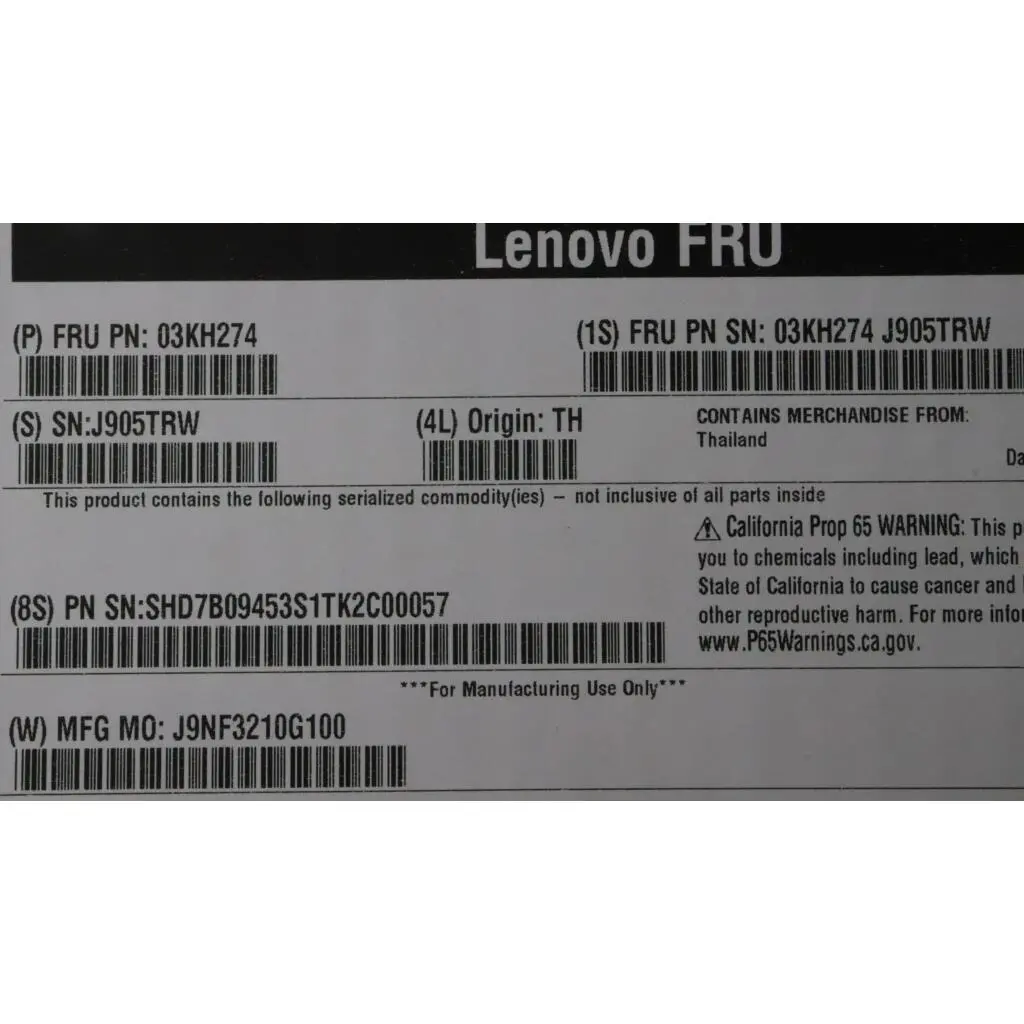 Lenovo FRU
(P) FRU PN: 03KH274
(1S) FRU PN SN: 03KH274 J905TRW
(S) SN:J905TRW
(4L) Origin: TH
CONTAINS MERCHANDISE FROM:
Thailand
Da
This product contains the following serialized commodity(ies) – not inclusive of all parts inside
⚠ California Prop 65 WARNING: This p
you to chemicals including lead, which
State of California to cause cancer and
other reproductive harm. For more infor
www.P65Warnings.ca.gov.
(8S) PN SN:SHD7B09453S1TK2C00057
***For Manufacturing Use Only***
(W) MFG MO: J9NF3210G100